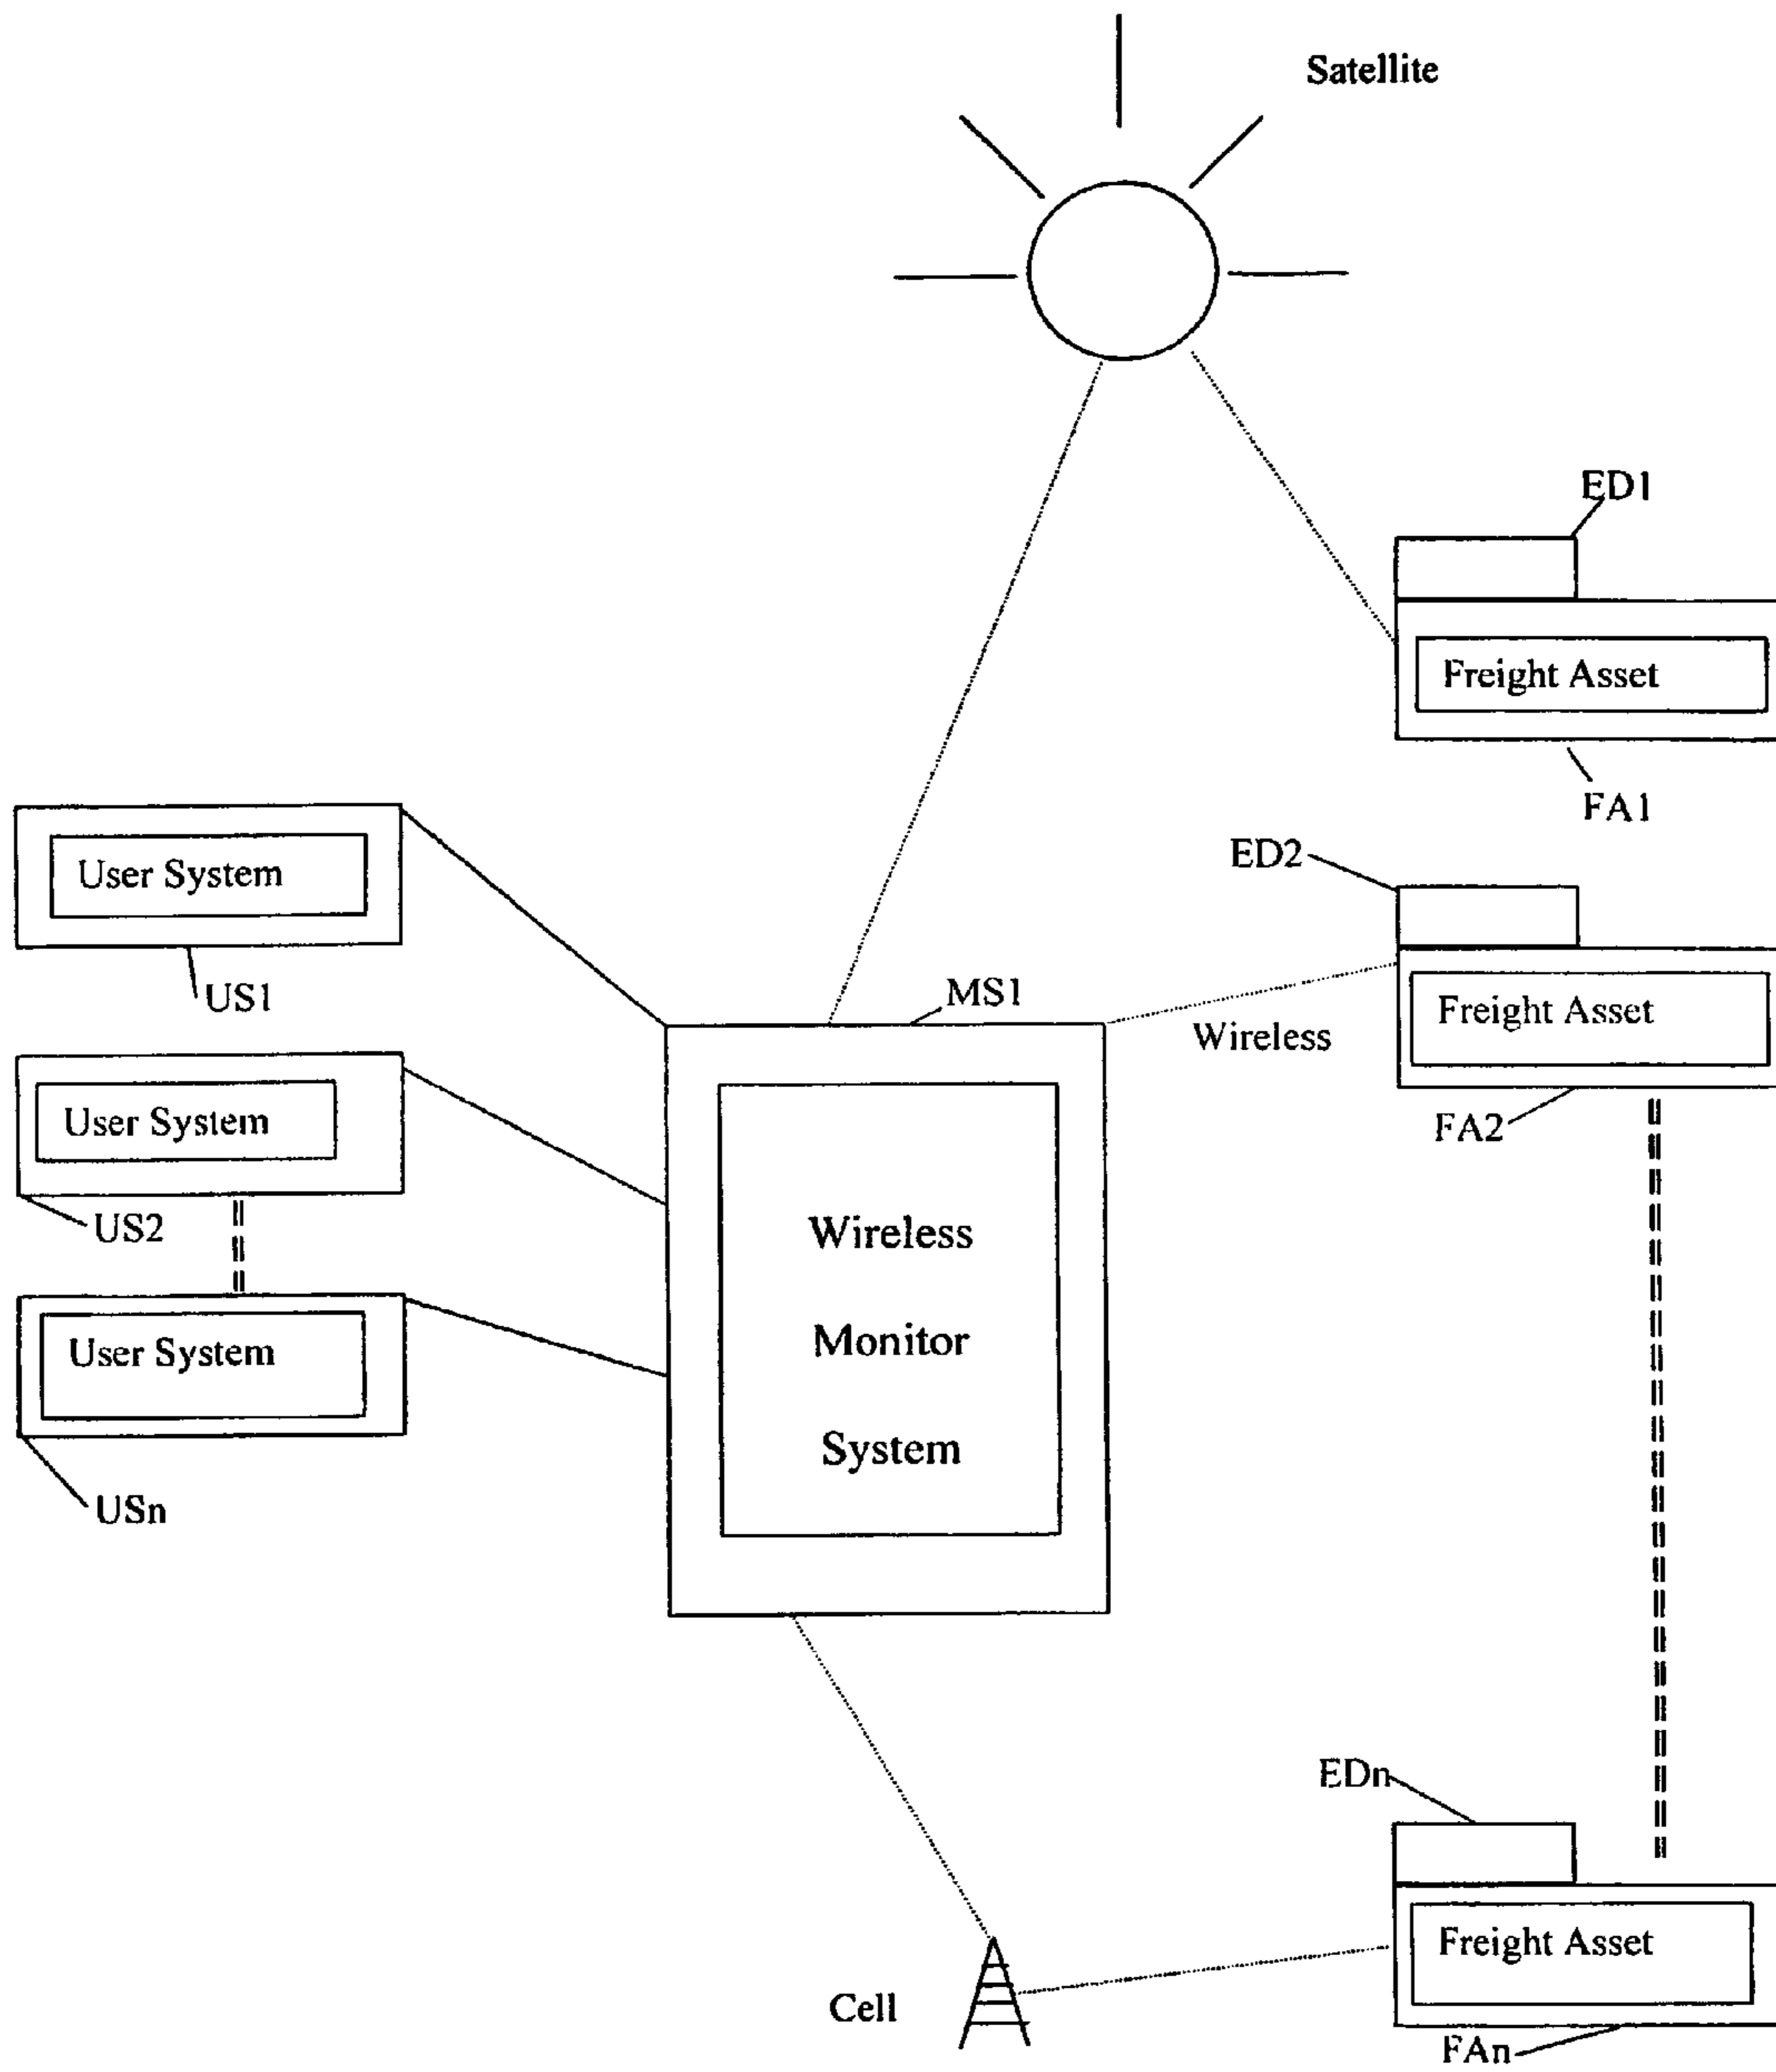 Satellite
ED1
Freight Asset
FA1
User System
US1
ED2
MS1
Wireless
Freight Asset
FA2
User System
US2
Wireless
Monitor
System
User System
USn
EDn
Freight Asset
Cell
FAn